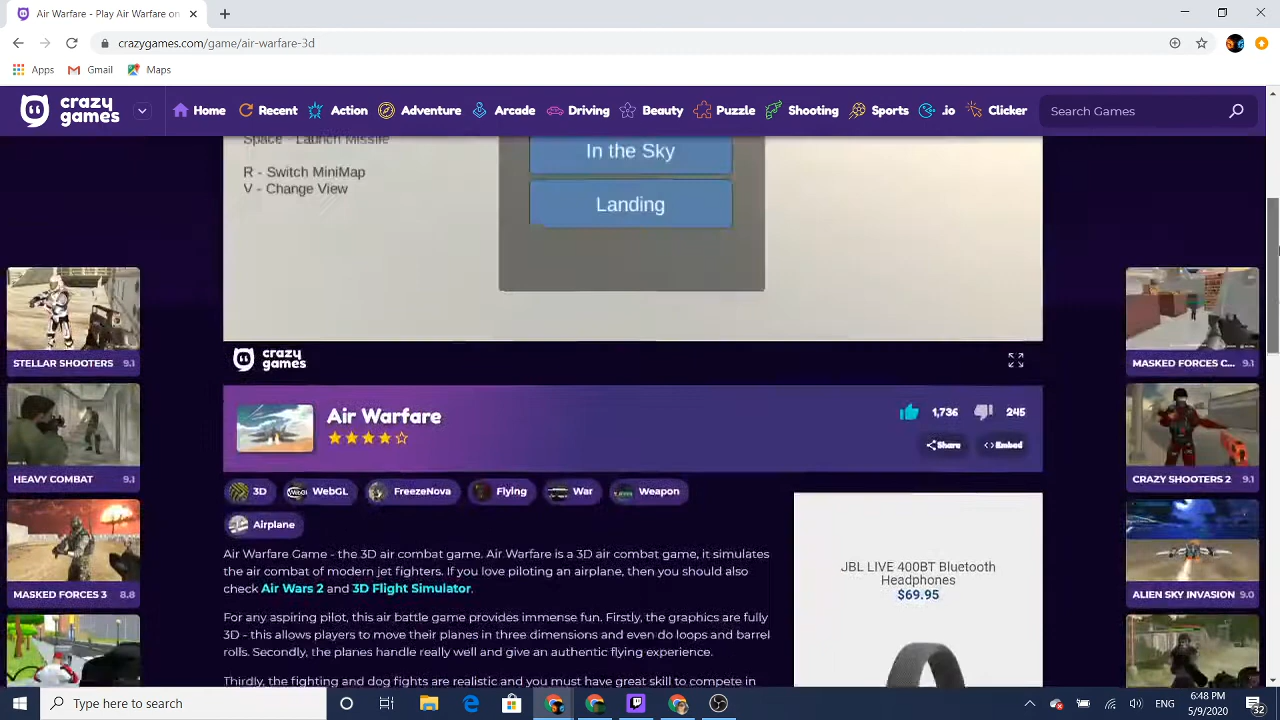 Air Warfare - Play Air Warfare on
crazygames.com/game/air-warfare-3d
Apps Gmail Maps
crazy games
Home Recent Action Adventure Arcade Driving Beauty Puzzle Shooting Sports .io Clicker Search Games
Space - Launch Missile
R - Switch MiniMap
V - Change View
In the Sky
Landing
crazy games
Air Warfare
1,736 245
Share Embed
3D WebGL FreezeNova Flying War Weapon
Airplane
Air Warfare Game - the 3D air combat game. Air Warfare is a 3D air combat game, it simulates
the air combat of modern jet fighters. If you love piloting an airplane, then you should also
check Air Wars 2 and 3D Flight Simulator.
For any aspiring pilot, this air battle game provides immense fun. Firstly, the graphics are fully
3D - this allows players to move their planes in three dimensions and even do loops and barrel
rolls. Secondly, the planes handle really well and give an authentic flying experience.
Thirdly, the fighting and dog fights are realistic and you must have great skill to compete in
JBL LIVE 400BT Bluetooth
Headphones
$69.95
STELLAR SHOOTERS 9.1
HEAVY COMBAT 9.1
MASKED FORCES 3 8.8
MASKED FORCES C... 9.1
CRAZY SHOOTERS 2 9.1
ALIEN SKY INVASION 9.0
Type here to search
ENG
6:48 PM
5/9/2020
32